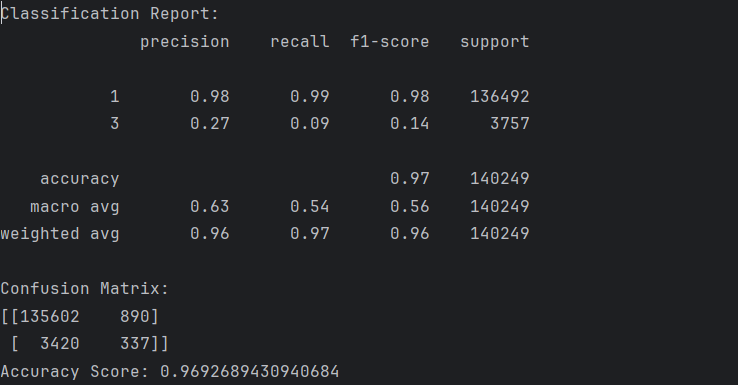 Classification Report:
precision recall f1-score support
1 0.98 0.99 0.98 136492
3 0.27 0.09 0.14 3757
accuracy 0.97 140249
macro avg 0.63 0.54 0.56 140249
weighted avg 0.96 0.97 0.96 140249
Confusion Matrix:
[[135602 890]
[ 3420 337]]
Accuracy Score: 0.9692689430940684